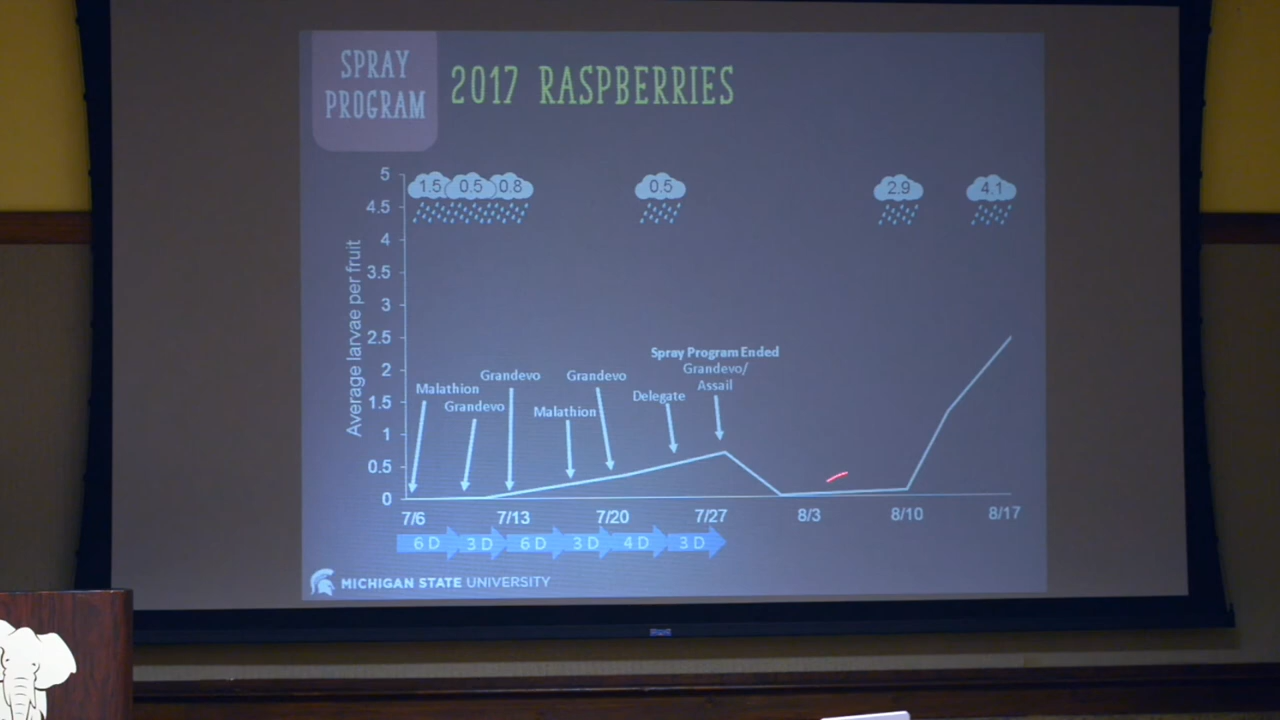 SPRAY
PROGRAM
2017 RASPBERRIES
Average larvae per fruit
5
4.5
4
3.5
3
2.5
2
1.5
1
0.5
0
1.5 0.5 0.8 0.5 2.9 4.1
Malathion
Grandevo
Grandevo
Malathion
Grandevo
Delegate
Spray Program Ended
Grandevo/
Assail
7/6 7/13 7/20 7/27 8/3 8/10 8/17
6 D 3 D 6 D 3 D 4 D 3 D
MICHIGAN STATE UNIVERSITY